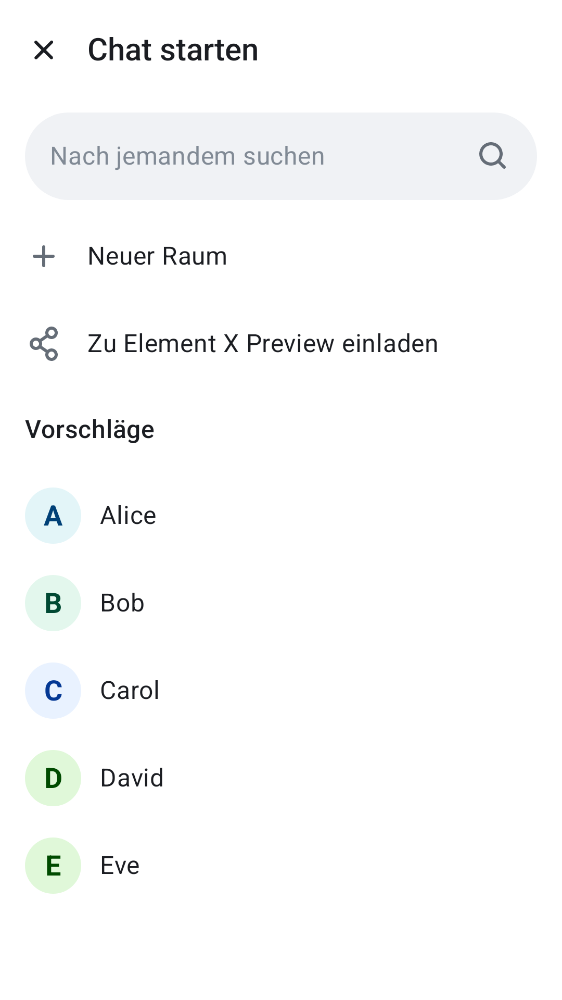 Chat starten
Nach jemandem suchen
Neuer Raum
Zu Element X Preview einladen
Vorschläge
A Alice
B Bob
C Carol
D David
E Eve